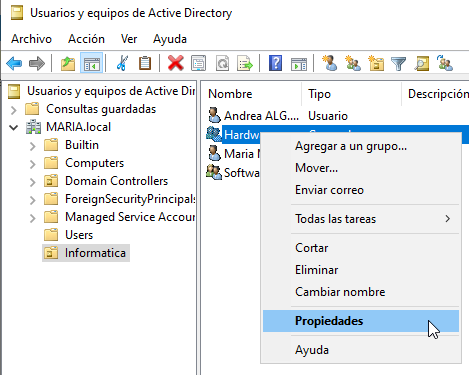 Usuarios y equipos de Active Directory
Archivo Acción Ver Ayuda
Usuarios y equipos de Active Dir
Consultas guardadas
MARIA.local
Builtin
Computers
Domain Controllers
ForeignSecurityPrincipals
Managed Service Accou
Users
Informatica
Nombre Tipo Descripción
Andrea ALG.... Usuario
Hardw
Maria
Softwa
Agregar a un grupo...
Mover...
Enviar correo
Todas las tareas
Cortar
Eliminar
Cambiar nombre
Propiedades
Ayuda